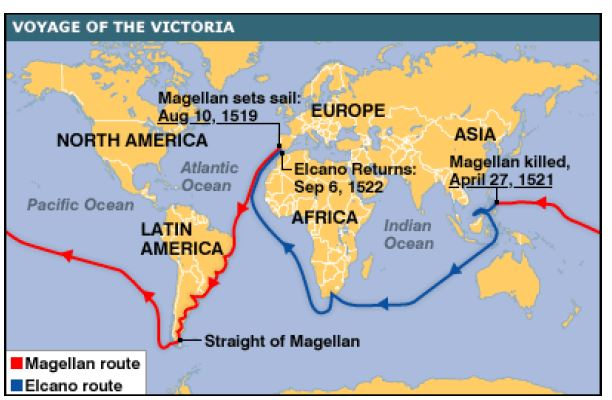 VOYAGE OF THE VICTORIA
Magellan sets sail:
Aug 10, 1519
EUROPE
NORTH AMERICA
ASIA
Magellan killed,
April 27, 1521
Atlantic
Ocean
Elcano Returns:
Sep 6, 1522
Pacific Ocean
AFRICA
Indian
Ocean
LATIN
AMERICA
Straight of Magellan
Magellan route
Elcano route